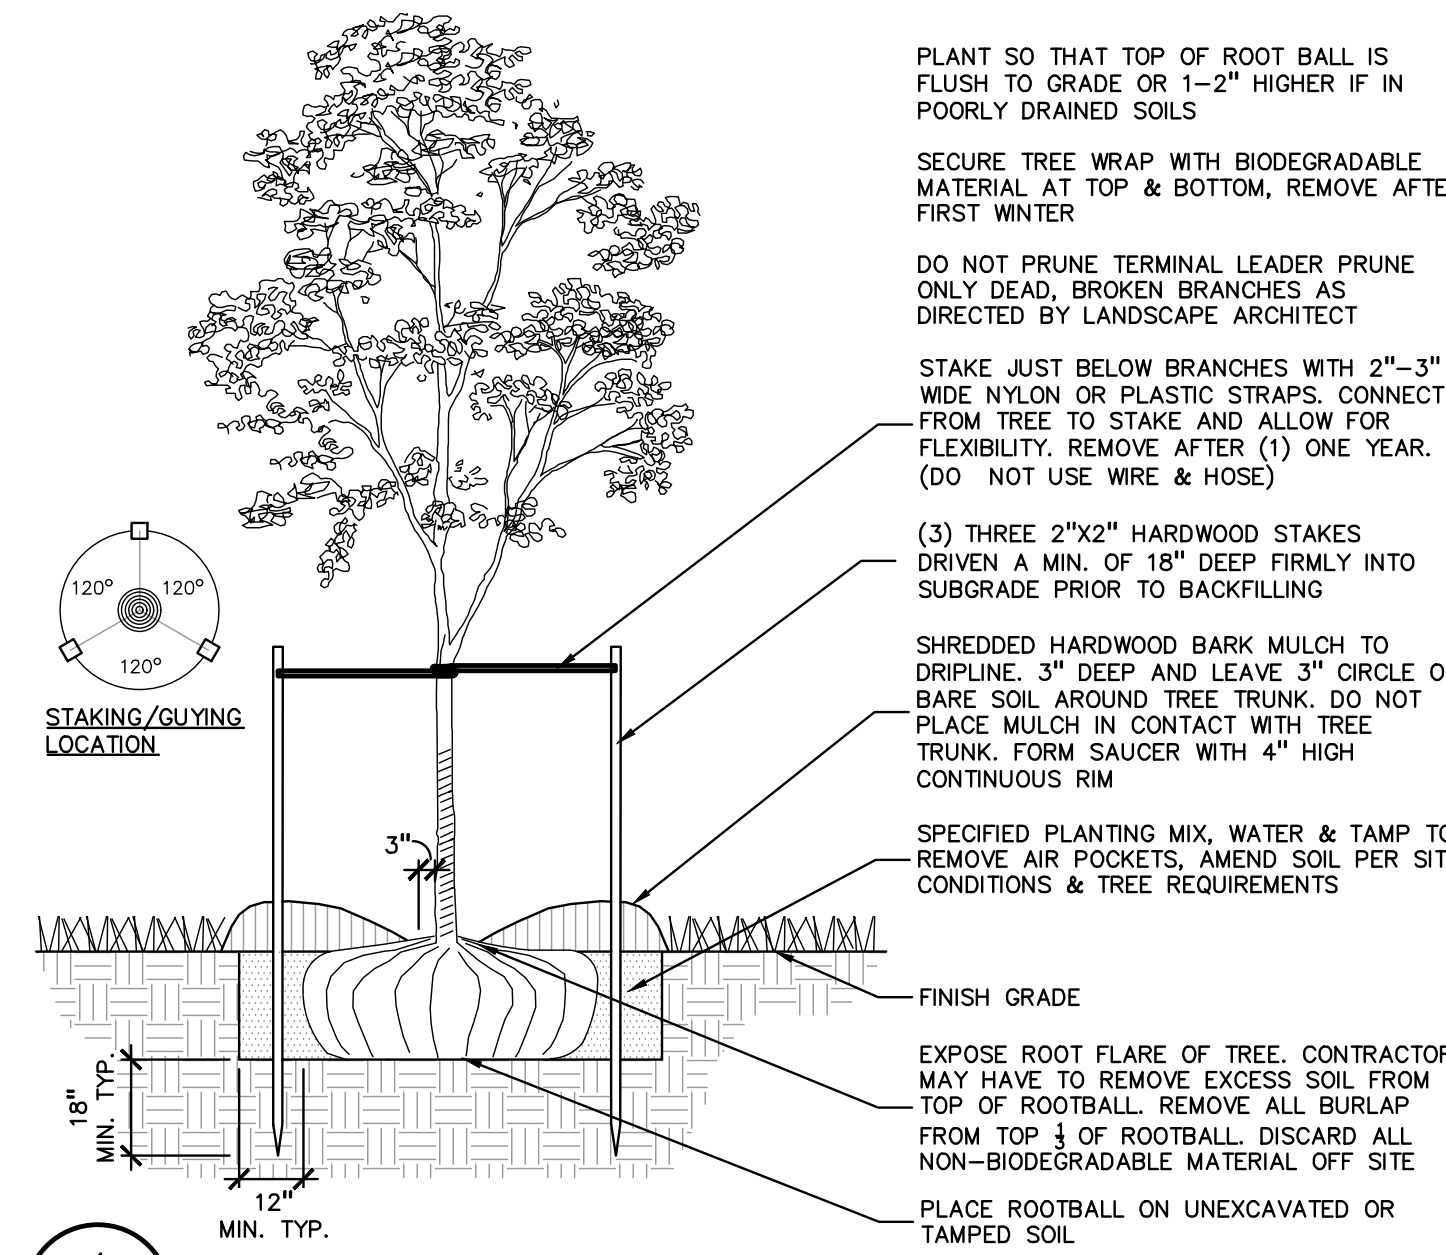 PLANT SO THAT TOP OF ROOT BALL IS
FLUSH TO GRADE OR 1-2" HIGHER IF IN
POORLY DRAINED SOILS
SECURE TREE WRAP WITH BIODEGRADABLE
MATERIAL AT TOP & BOTTOM, REMOVE AFTE
FIRST WINTER
DO NOT PRUNE TERMINAL LEADER PRUNE
ONLY DEAD, BROKEN BRANCHES AS
DIRECTED BY LANDSCAPE ARCHITECT
STAKE JUST BELOW BRANCHES WITH 2"-3"
WIDE NYLON OR PLASTIC STRAPS. CONNECT
FROM TREE TO STAKE AND ALLOW FOR
FLEXIBILITY. REMOVE AFTER (1) ONE YEAR.
(DO NOT USE WIRE & HOSE)
(3) THREE 2"X2" HARDWOOD STAKES
DRIVEN A MIN. OF 18" DEEP FIRMLY INTO
SUBGRADE PRIOR TO BACKFILLING
SHREDDED HARDWOOD BARK MULCH TO
DRIPLINE. 3" DEEP AND LEAVE 3" CIRCLE O
BARE SOIL AROUND TREE TRUNK. DO NOT
PLACE MULCH IN CONTACT WITH TREE
TRUNK. FORM SAUCER WITH 4" HIGH
CONTINUOUS RIM
SPECIFIED PLANTING MIX, WATER & TAMP TO
REMOVE AIR POCKETS, AMEND SOIL PER SIT
CONDITIONS & TREE REQUIREMENTS
FINISH GRADE
EXPOSE ROOT FLARE OF TREE. CONTRACTOR
MAY HAVE TO REMOVE EXCESS SOIL FROM
TOP OF ROOTBALL. REMOVE ALL BURLAP
FROM TOP 1/3 OF ROOTBALL. DISCARD ALL
NON-BIODEGRADABLE MATERIAL OFF SITE
PLACE ROOTBALL ON UNEXCAVATED OR
TAMPED SOIL
120° 120°
120°
STAKING/GUYING
LOCATION
3"
18"
MIN. TYP.
12"
MIN. TYP.